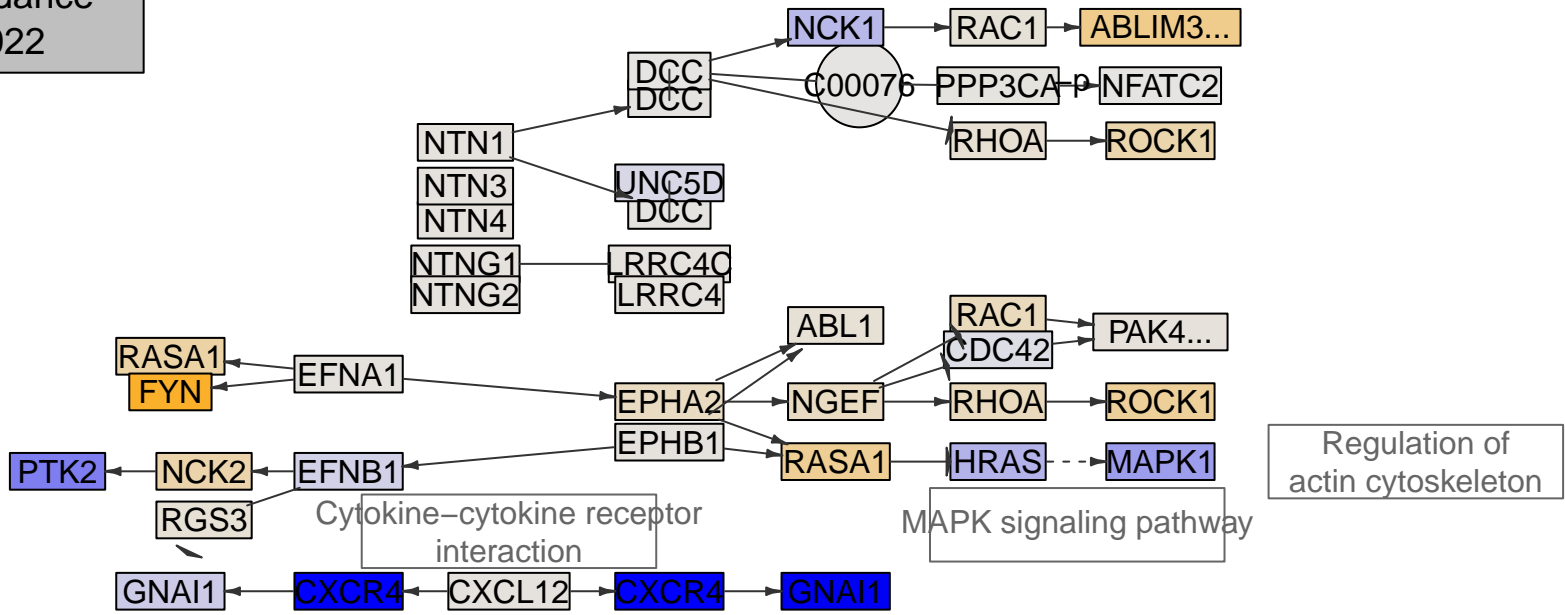 NCK1 RAC1 ABLIM3...
022
DCC
C00076 PPP3CA –p NFATC2
DCC
NTN1 RHOA ROCK1
NTN3 UNC5D
NTN4 DCC
NTNG1 LRRC4C
NTNG2 LRRC4
ABL1 RAC1 PAK4...
RASA1 CDC42
EFNA1
FYN EPHA2 NGEF RHOA ROCK1
EPHB1
PTK2 NCK2 EFNB1 RASA1 HRAS MAPK1
Regulation of
actin cytoskeleton
RGS3 Cytokine–cytokine receptor
interaction
MAPK signaling pathway
GNAI1 CXCR4 CXCL12 CXCR4 GNAI1